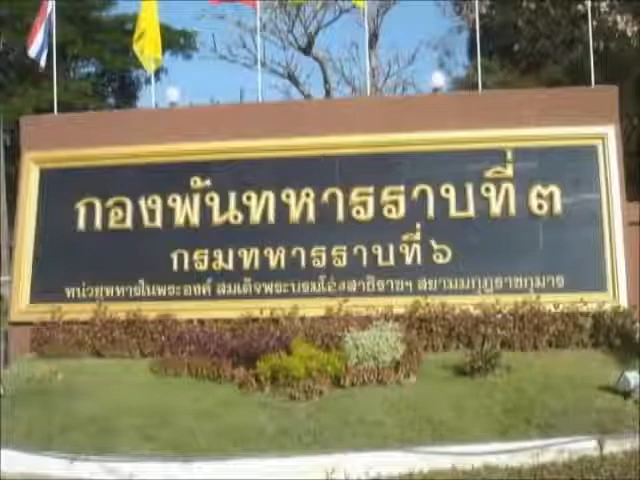 กองพันทหารราบที่ ๓
กรมทหารราบที่ ๖
หน่วยทหารในพระองค์ สมเด็จพระบรมโอรสาธิราชฯ สยามมกุฎราชกุมาร